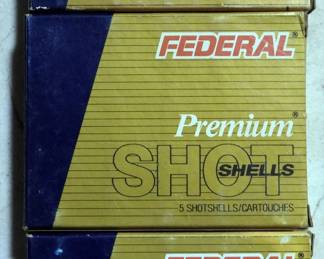 FEDERAL®
Premium®
SHOT
SHELLS
5 SHOTSHELLS/CARTOUCHES
FEDERAL®